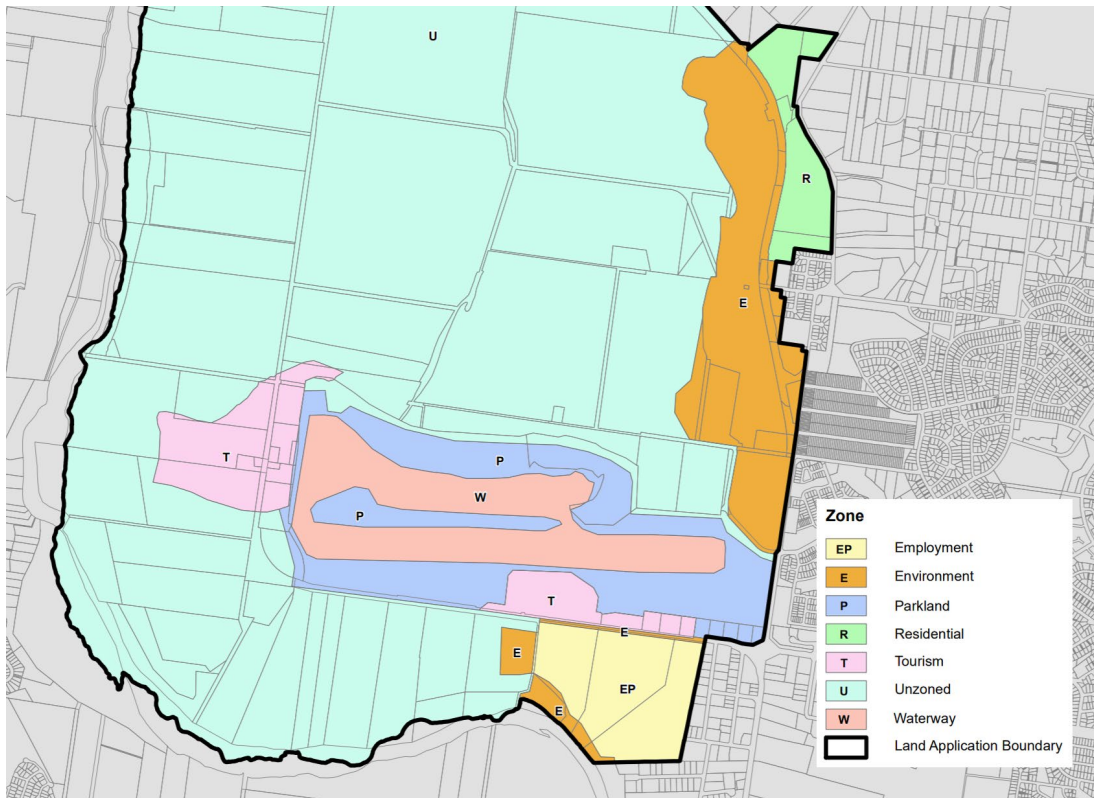 U
R
E
P
T
W
P
T
E
E
EP
E
Zone
EP Employment
E Environment
P Parkland
R Residential
T Tourism
U Unzoned
W Waterway
Land Application Boundary